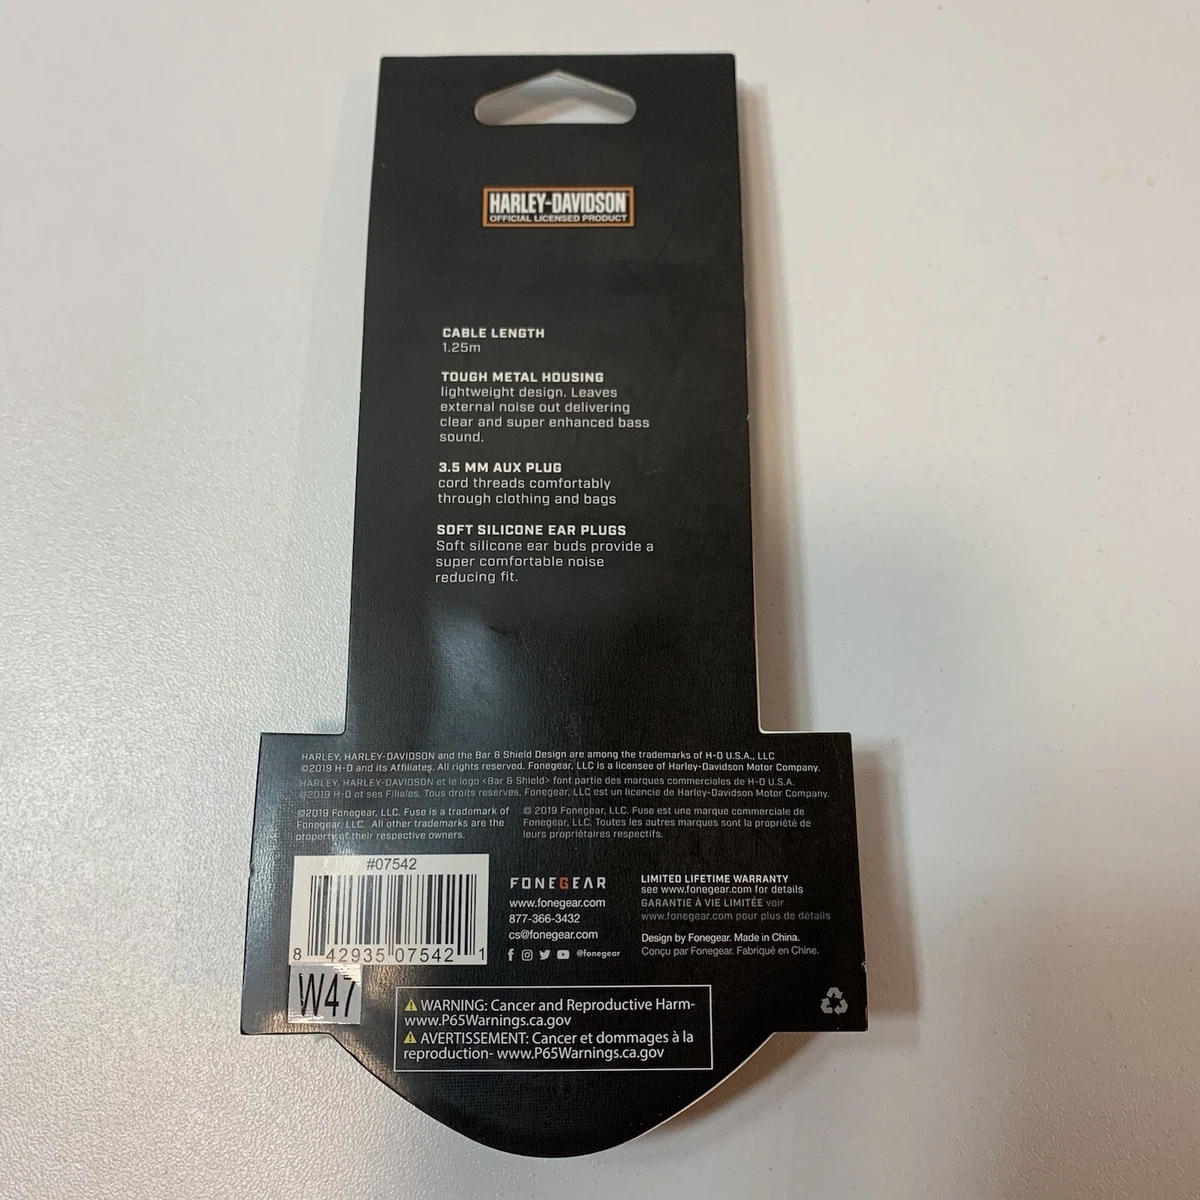 HARLEY-DAVIDSON
OFFICIAL LICENSED PRODUCT
CABLE LENGTH
1.25m
TOUGH METAL HOUSING
lightweight design. Leaves
external noise out delivering
clear and super enhanced bass
sound.
3.5 MM AUX PLUG
cord threads comfortably
through clothing and bags
SOFT SILICONE EAR PLUGS
Soft silicone ear buds provide a
super comfortable noise
reducing fit.
HARLEY, HARLEY-DAVIDSON and the Bar & Shield Design are among the trademarks of H-D U.S.A., LLC
©2019 H-D and its Affiliates. All rights reserved. Fonegear, LLC is a licensee of Harley-Davidson Motor Company.
HARLEY, HARLEY-DAVIDSON et le logo <Bar & Shield> font partie des marques commerciales de H-D U.S.A.
©2019 H-D et ses Filiales. Tous droits reserves. Fonegear, LLC est un licencie de Harley-Davidson Motor Company.
©2019 Fonegear, LLC. Fuse is a trademark of
Fonegear, LLC. All other trademarks are the
property of their respective owners.
© 2019 Fonegear, LLC. Fuse est une marque commerciale de
Fonegear, LLC. Toutes les autres marques sont la propriété de
leurs propriétaires respectifs.
#07542
8 42935 07542 1
W47
FONEGEAR
www.fonegear.com
877-366-3432
cs@fonegear.com
@fonegear
LIMITED LIFETIME WARRANTY
see www.fonegear.com for details
GARANTIE À VIE LIMITÉE voir
www.fonegear.com pour plus de détails
Design by Fonegear. Made in China.
Conçu par Fonegear. Fabriqué en Chine.
WARNING: Cancer and Reproductive Harm-
www.P65Warnings.ca.gov
AVERTISSEMENT: Cancer et dommages à la
reproduction- www.P65Warnings.ca.gov